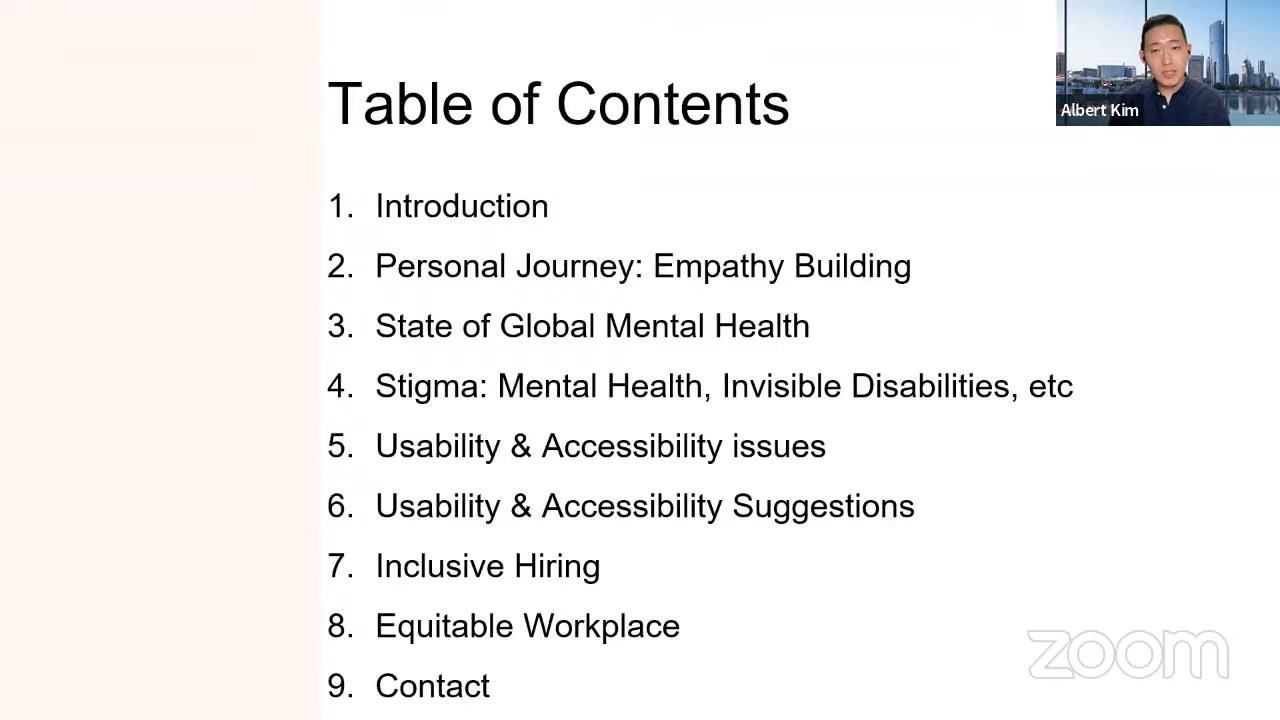 Table of Contents
Albert Kim
1. Introduction
2. Personal Journey: Empathy Building
3. State of Global Mental Health
4. Stigma: Mental Health, Invisible Disabilities, etc
5. Usability & Accessibility issues
6. Usability & Accessibility Suggestions
7. Inclusive Hiring
8. Equitable Workplace
9. Contact
zoom